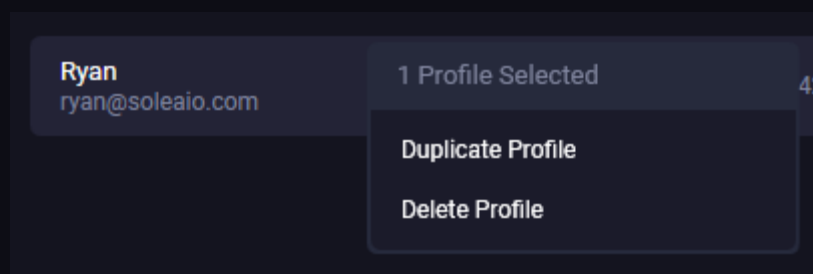 Ryan
ryan@soleaio.com
1 Profile Selected
Duplicate Profile
Delete Profile